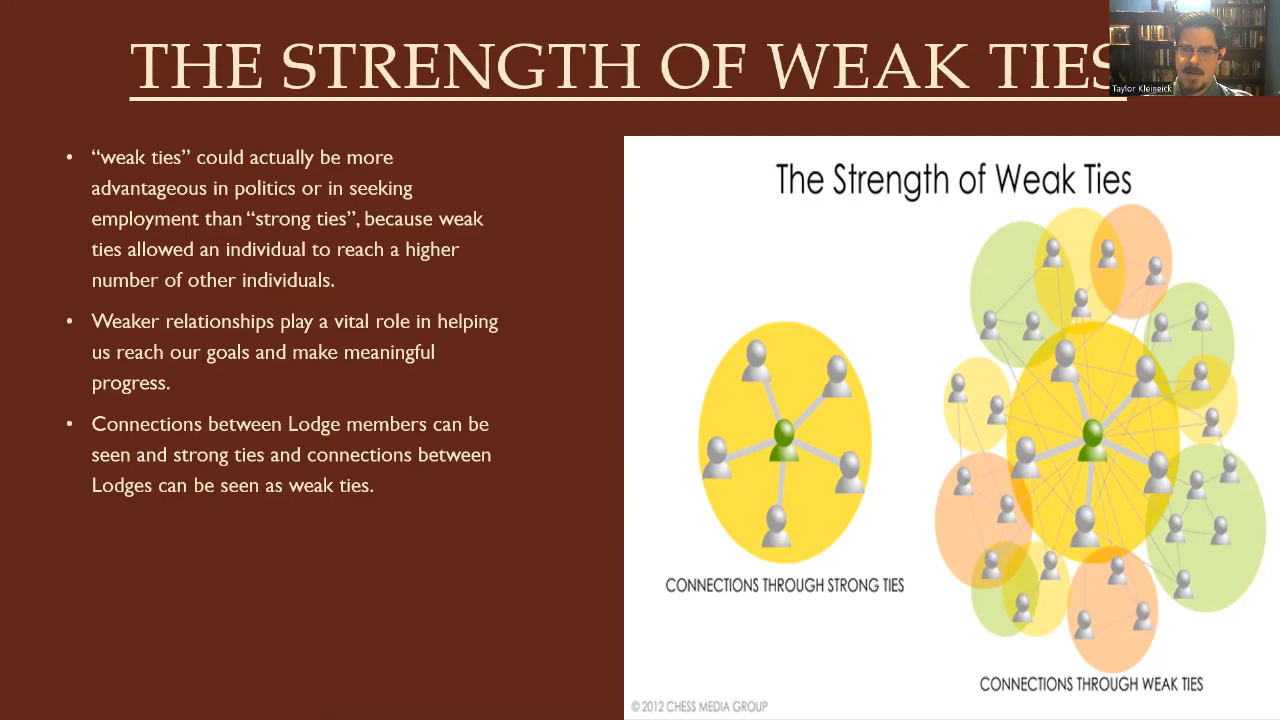 THE STRENGTH OF WEAK TIES
Taylor Kleineick
• “weak ties” could actually be more
advantageous in politics or in seeking
employment than “strong ties”, because weak
ties allowed an individual to reach a higher
number of other individuals.
• Weaker relationships play a vital role in helping
us reach our goals and make meaningful
progress.
• Connections between Lodge members can be
seen and strong ties and connections between
Lodges can be seen as weak ties.
The Strength of Weak Ties
CONNECTIONS THROUGH STRONG TIES
CONNECTIONS THROUGH WEAK TIES
© 2012 CHESS MEDIA GROUP